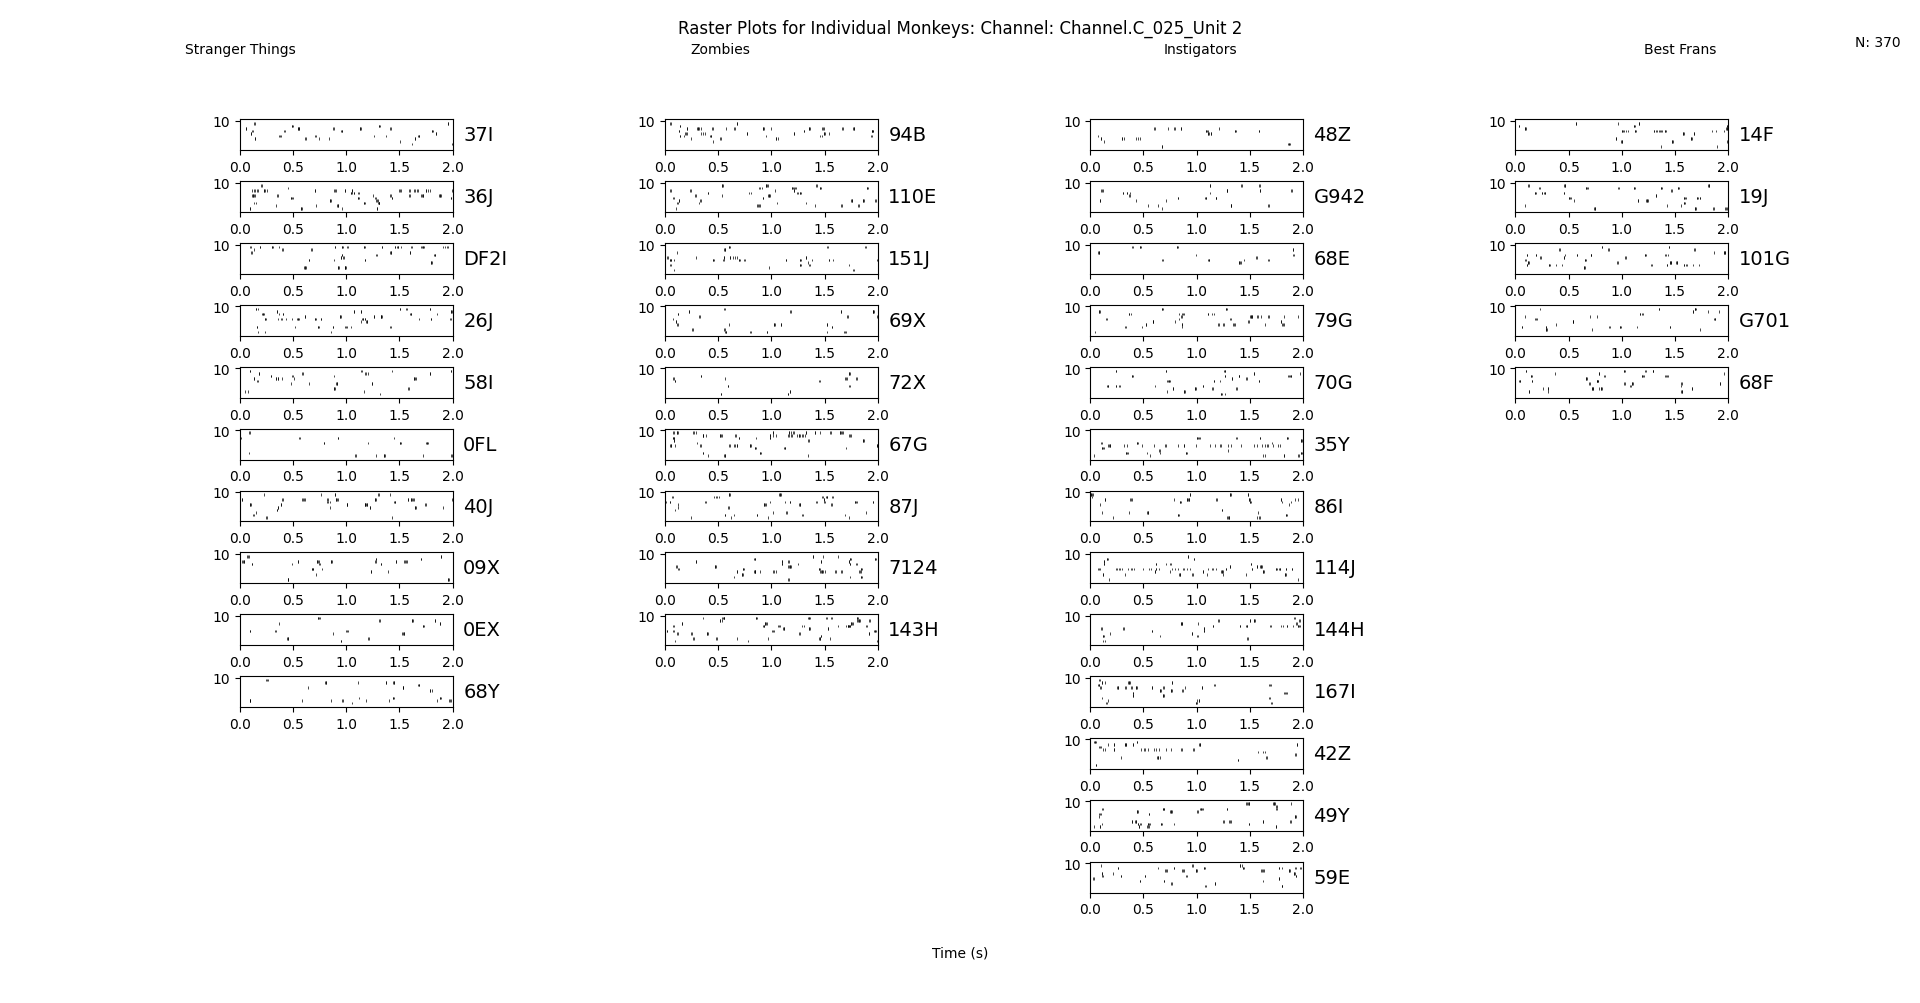 Raster Plots for Individual Monkeys: Channel: Channel.C_025_Unit 2
Stranger Things Zombies Instigators Best Frans N: 370
10 37I 10 94B 10 48Z 10 14F
0.0 0.5 1.0 1.5 2.0 0.0 0.5 1.0 1.5 2.0 0.0 0.5 1.0 1.5 2.0 0.0 0.5 1.0 1.5 2.0
10 36J 10 110E 10 G942 10 19J
0.0 0.5 1.0 1.5 2.0 0.0 0.5 1.0 1.5 2.0 0.0 0.5 1.0 1.5 2.0 0.0 0.5 1.0 1.5 2.0
10 DF2I 10 151J 10 68E 10 101G
0.0 0.5 1.0 1.5 2.0 0.0 0.5 1.0 1.5 2.0 0.0 0.5 1.0 1.5 2.0 0.0 0.5 1.0 1.5 2.0
10 26J 10 69X 10 79G 10 G701
0.0 0.5 1.0 1.5 2.0 0.0 0.5 1.0 1.5 2.0 0.0 0.5 1.0 1.5 2.0 0.0 0.5 1.0 1.5 2.0
10 58I 10 72X 10 70G 10 68F
0.0 0.5 1.0 1.5 2.0 0.0 0.5 1.0 1.5 2.0 0.0 0.5 1.0 1.5 2.0 0.0 0.5 1.0 1.5 2.0
10 0FL 10 67G 10 35Y
0.0 0.5 1.0 1.5 2.0 0.0 0.5 1.0 1.5 2.0 0.0 0.5 1.0 1.5 2.0
10 40J 10 87J 10 86I
0.0 0.5 1.0 1.5 2.0 0.0 0.5 1.0 1.5 2.0 0.0 0.5 1.0 1.5 2.0
10 09X 10 7124 10 114J
0.0 0.5 1.0 1.5 2.0 0.0 0.5 1.0 1.5 2.0 0.0 0.5 1.0 1.5 2.0
10 0EX 10 143H 10 144H
0.0 0.5 1.0 1.5 2.0 0.0 0.5 1.0 1.5 2.0 0.0 0.5 1.0 1.5 2.0
10 68Y 10 167I
0.0 0.5 1.0 1.5 2.0 0.0 0.5 1.0 1.5 2.0
10 42Z
0.0 0.5 1.0 1.5 2.0
10 49Y
0.0 0.5 1.0 1.5 2.0
10 59E
0.0 0.5 1.0 1.5 2.0
Time (s)